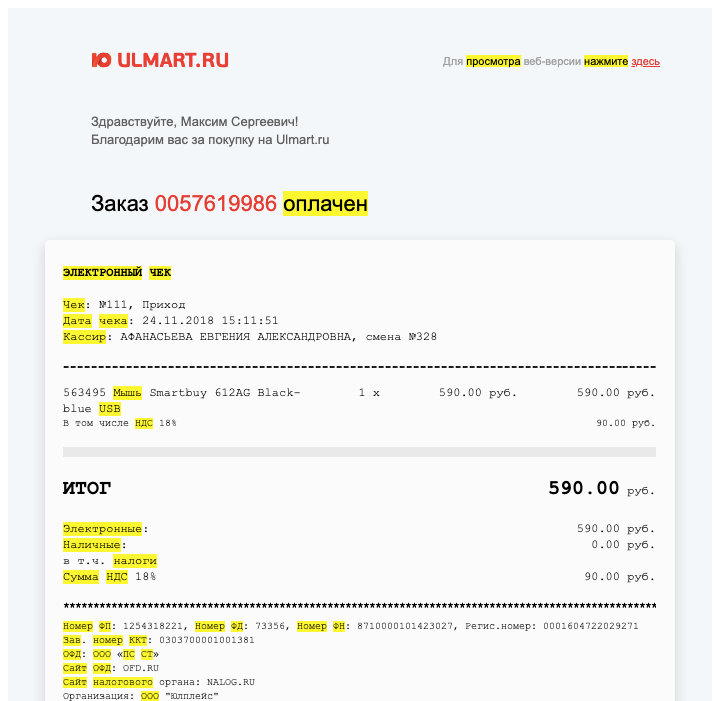 ULMART.RU
Для просмотра веб-версии нажмите здесь
Здравствуйте, Максим Сергеевич!
Благодарим вас за покупку на Ulmart.ru
Заказ 0057619986 оплачен
ЭЛЕКТРОННЫЙ ЧЕК
Чек: №111, Приход
Дата чека: 24.11.2018 15:11:51
Кассир: АФАНАСЬЕВА ЕВГЕНИЯ АЛЕКСАНДРОВНА, смена №328
563495 Мышь Smartbuy 612AG Black- 1 x 590.00 руб. 590.00 руб.
blue USB
В том числе НДС 18% 90.00 руб.
ИТОГ 590.00 руб.
Электронные: 590.00 руб.
Наличные: 0.00 руб.
в т.ч. налоги
Сумма НДС 18% 90.00 руб.
Номер ФП: 1254318221, Номер ФД: 73356, Номер ФН: 8710000101423027, Регис.номер: 0001604722029271
Зав. номер ККТ: 0303700001001381
ОФД: ООО «ПС СТ»
Сайт ОФД: OFD.RU
Сайт налогового органа: NALOG.RU
Организация: ООО "Юлплейс"